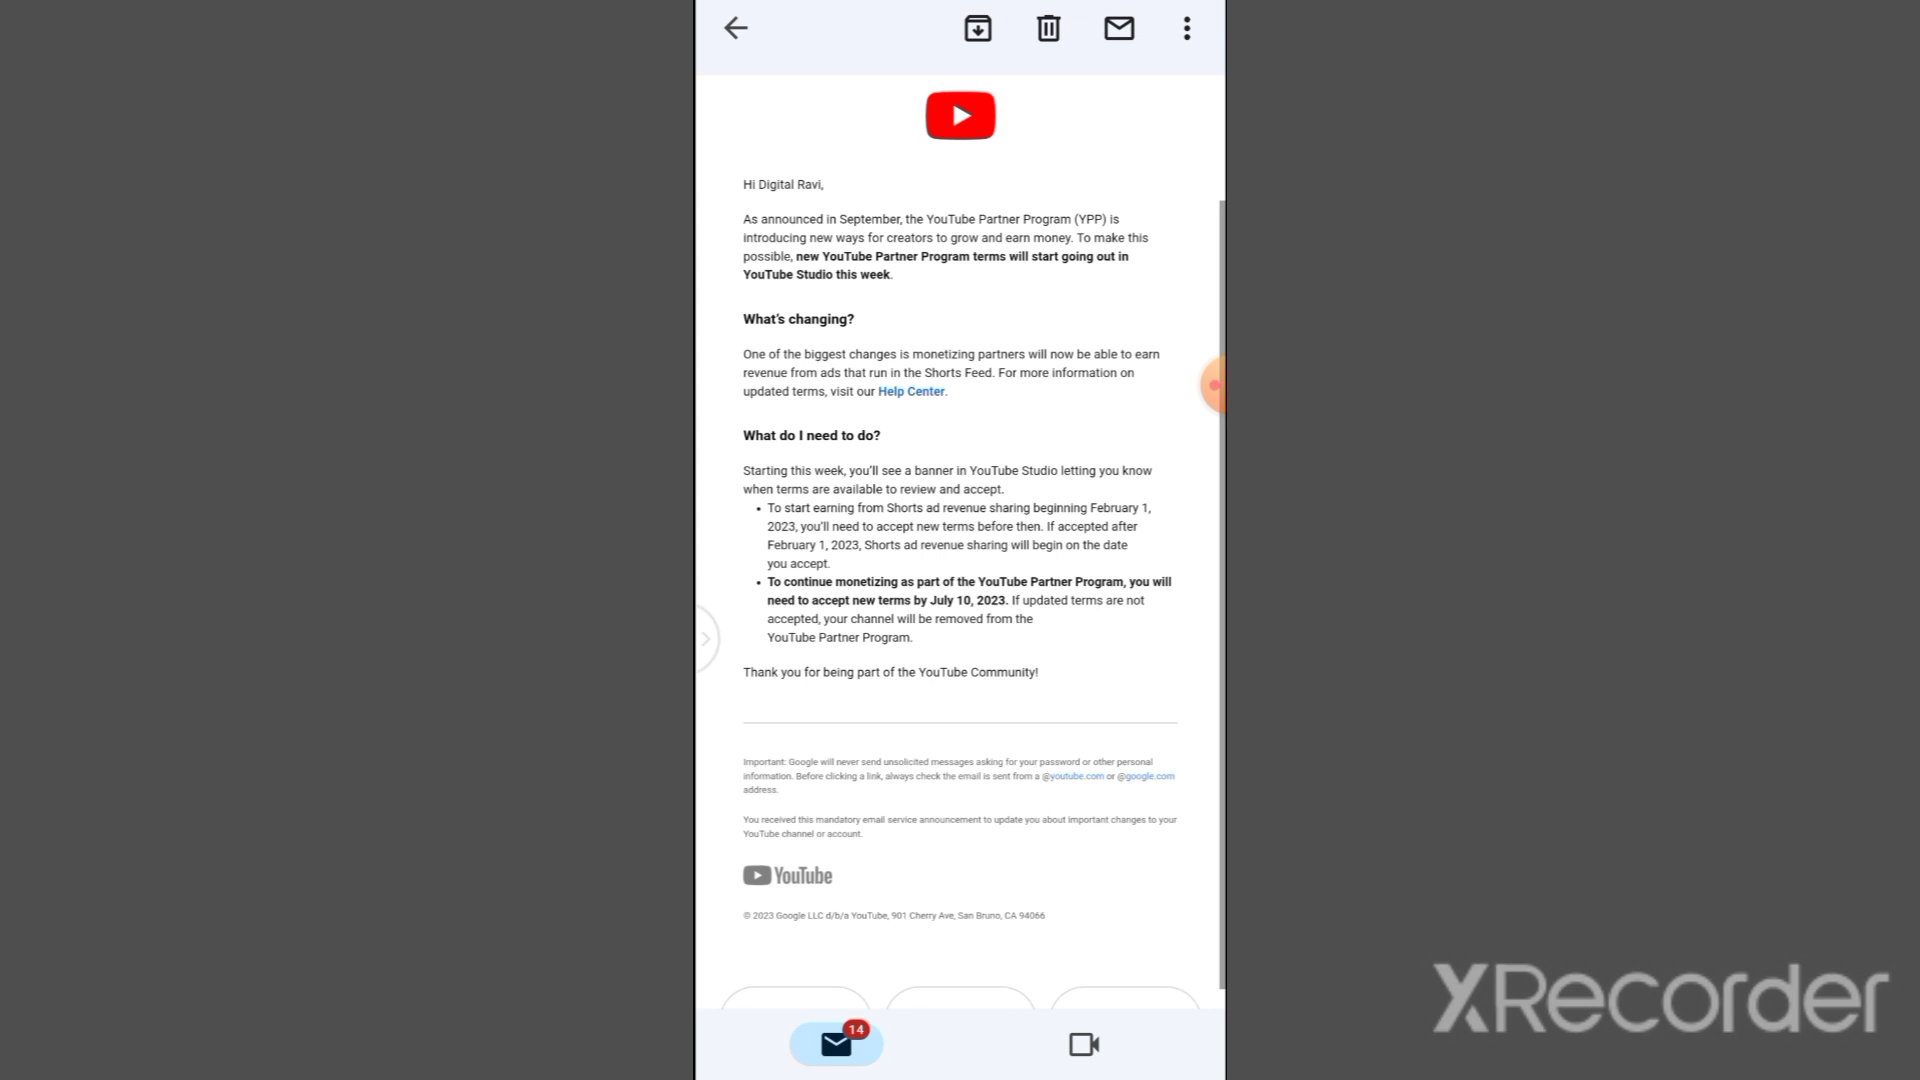 Hi Digital Ravi,
As announced in September, the YouTube Partner Program (YPP) is
introducing new ways for creators to grow and earn money. To make this
possible, new YouTube Partner Program terms will start going out in
YouTube Studio this week.
What's changing?
One of the biggest changes is monetizing partners will now be able to earn
revenue from ads that run in the Shorts Feed. For more information on
updated terms, visit our Help Center.
What do I need to do?
Starting this week, you'll see a banner in YouTube Studio letting you know
when terms are available to review and accept.
• To start earning from Shorts ad revenue sharing beginning February 1,
2023, you'll need to accept new terms before then. If accepted after
February 1, 2023, Shorts ad revenue sharing will begin on the date
you accept.
• To continue monetizing as part of the YouTube Partner Program, you will
need to accept new terms by July 10, 2023. If updated terms are not
accepted, your channel will be removed from the
YouTube Partner Program.
Thank you for being part of the YouTube Community!
Important: Google will never send unsolicited messages asking for your password or other personal
information. Before clicking a link, always check the email is sent from a @youtube.com or @google.com
address.
You received this mandatory email service announcement to update you about important changes to your
YouTube channel or account.
YouTube
© 2023 Google LLC d/b/a YouTube, 901 Cherry Ave, San Bruno, CA 94066
14
XRecorder